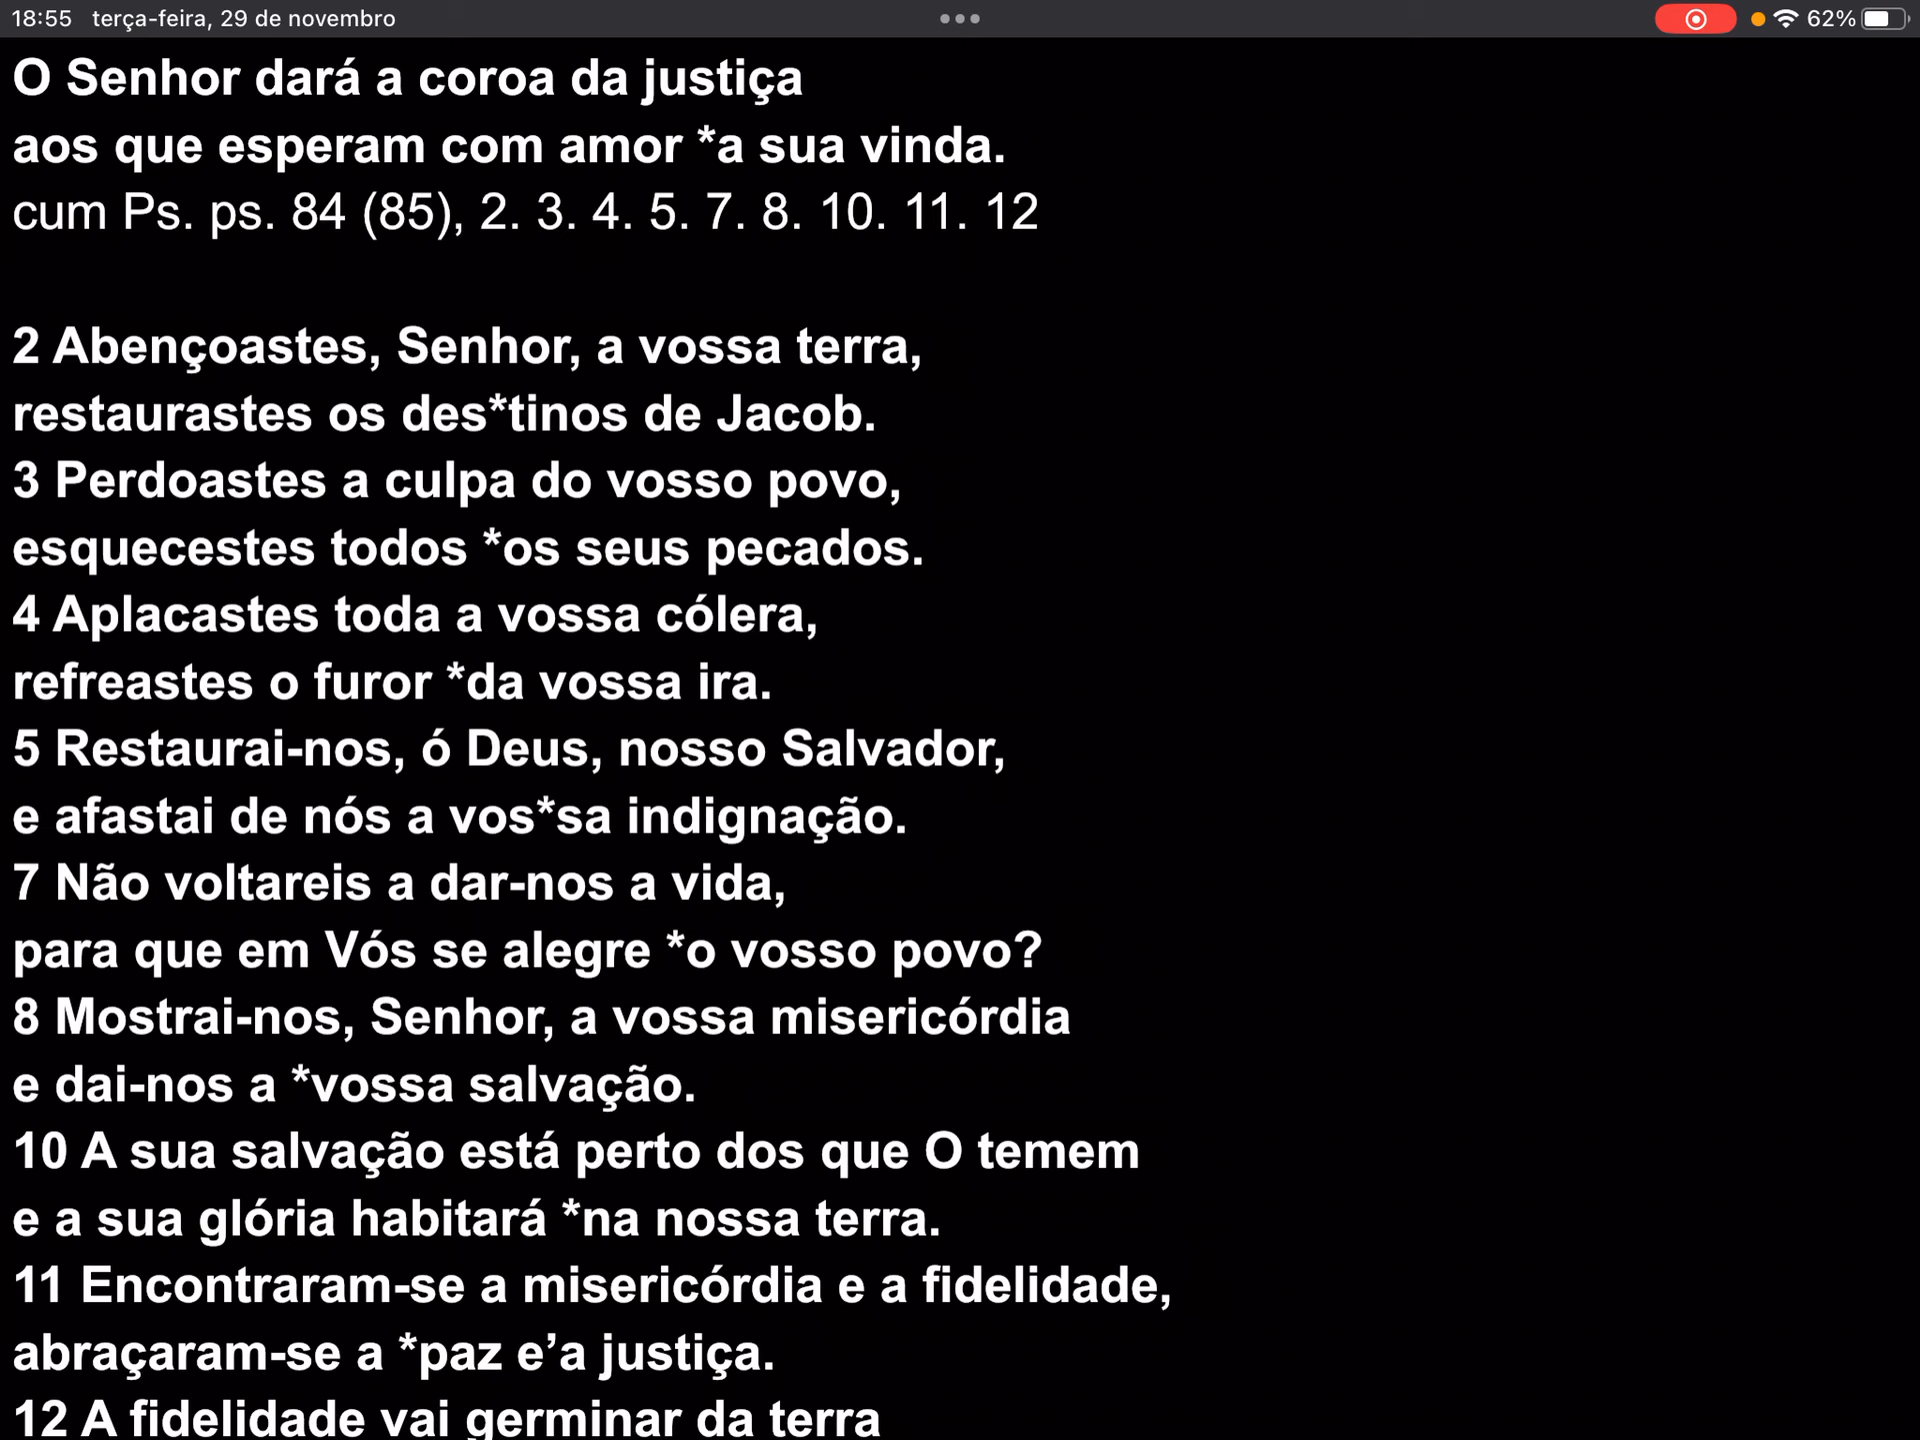 18:55 terça-feira, 29 de novembro
62%
O Senhor dará a coroa da justiça
aos que esperam com amor *a sua vinda.
cum Ps. ps. 84 (85), 2. 3. 4. 5. 7. 8. 10. 11. 12
2 Abençoastes, Senhor, a vossa terra,
restaurastes os des*tinos de Jacob.
3 Perdoastes a culpa do vosso povo,
esquecestes todos *os seus pecados.
4 Aplacastes toda a vossa cólera,
refreastes o furor *da vossa ira.
5 Restaurai-nos, ó Deus, nosso Salvador,
e afastai de nós a vos*sa indignação.
7 Não voltareis a dar-nos a vida,
para que em Vós se alegre *o vosso povo?
8 Mostrai-nos, Senhor, a vossa misericórdia
e dai-nos a *vossa salvação.
10 A sua salvação está perto dos que O temem
e a sua glória habitará *na nossa terra.
11 Encontraram-se a misericórdia e a fidelidade,
abraçaram-se a *paz e’a justiça.
12 A fidelidade vai germinar da terra